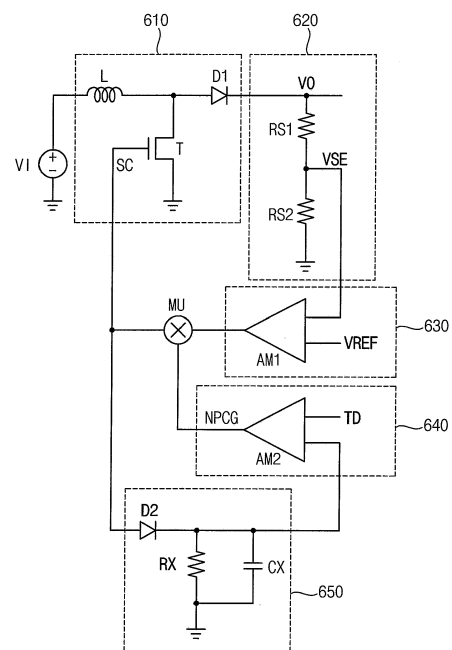 610
620
L
D1
VO
RS1
VI
SC
T
VSE
RS2
MU
AM1
VREF
630
NPCG
TD
AM2
640
D2
RX
CX
650